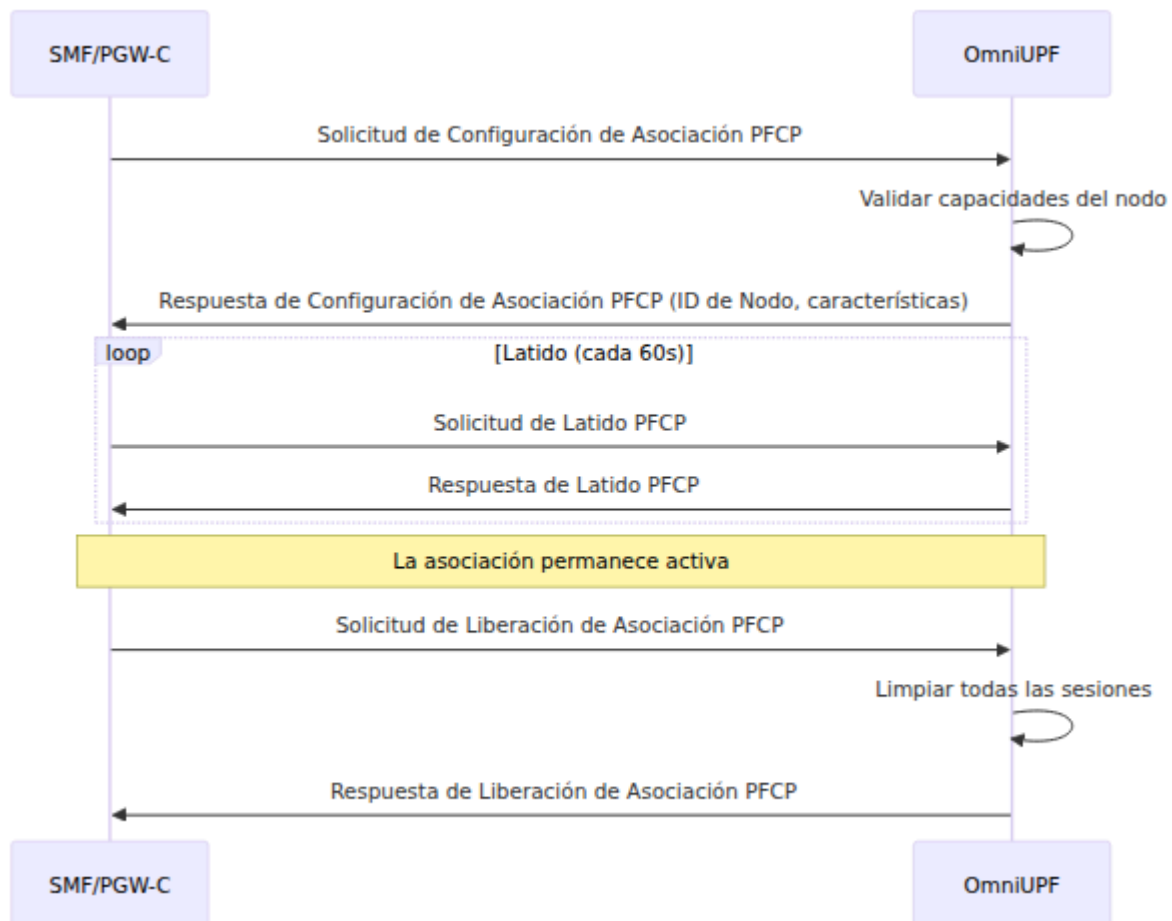 SMF/PGW-C
OmniUPF
Solicitud de Configuración de Asociación PFCP
Validar capacidades del nodo
Respuesta de Configuración de Asociación PFCP (ID de Nodo, características)
loop
[Latido (cada 60s)]
Solicitud de Latido PFCP
Respuesta de Latido PFCP
La asociación permanece activa
Solicitud de Liberación de Asociación PFCP
Limpiar todas las sesiones
Respuesta de Liberación de Asociación PFCP
SMF/PGW-C
OmniUPF